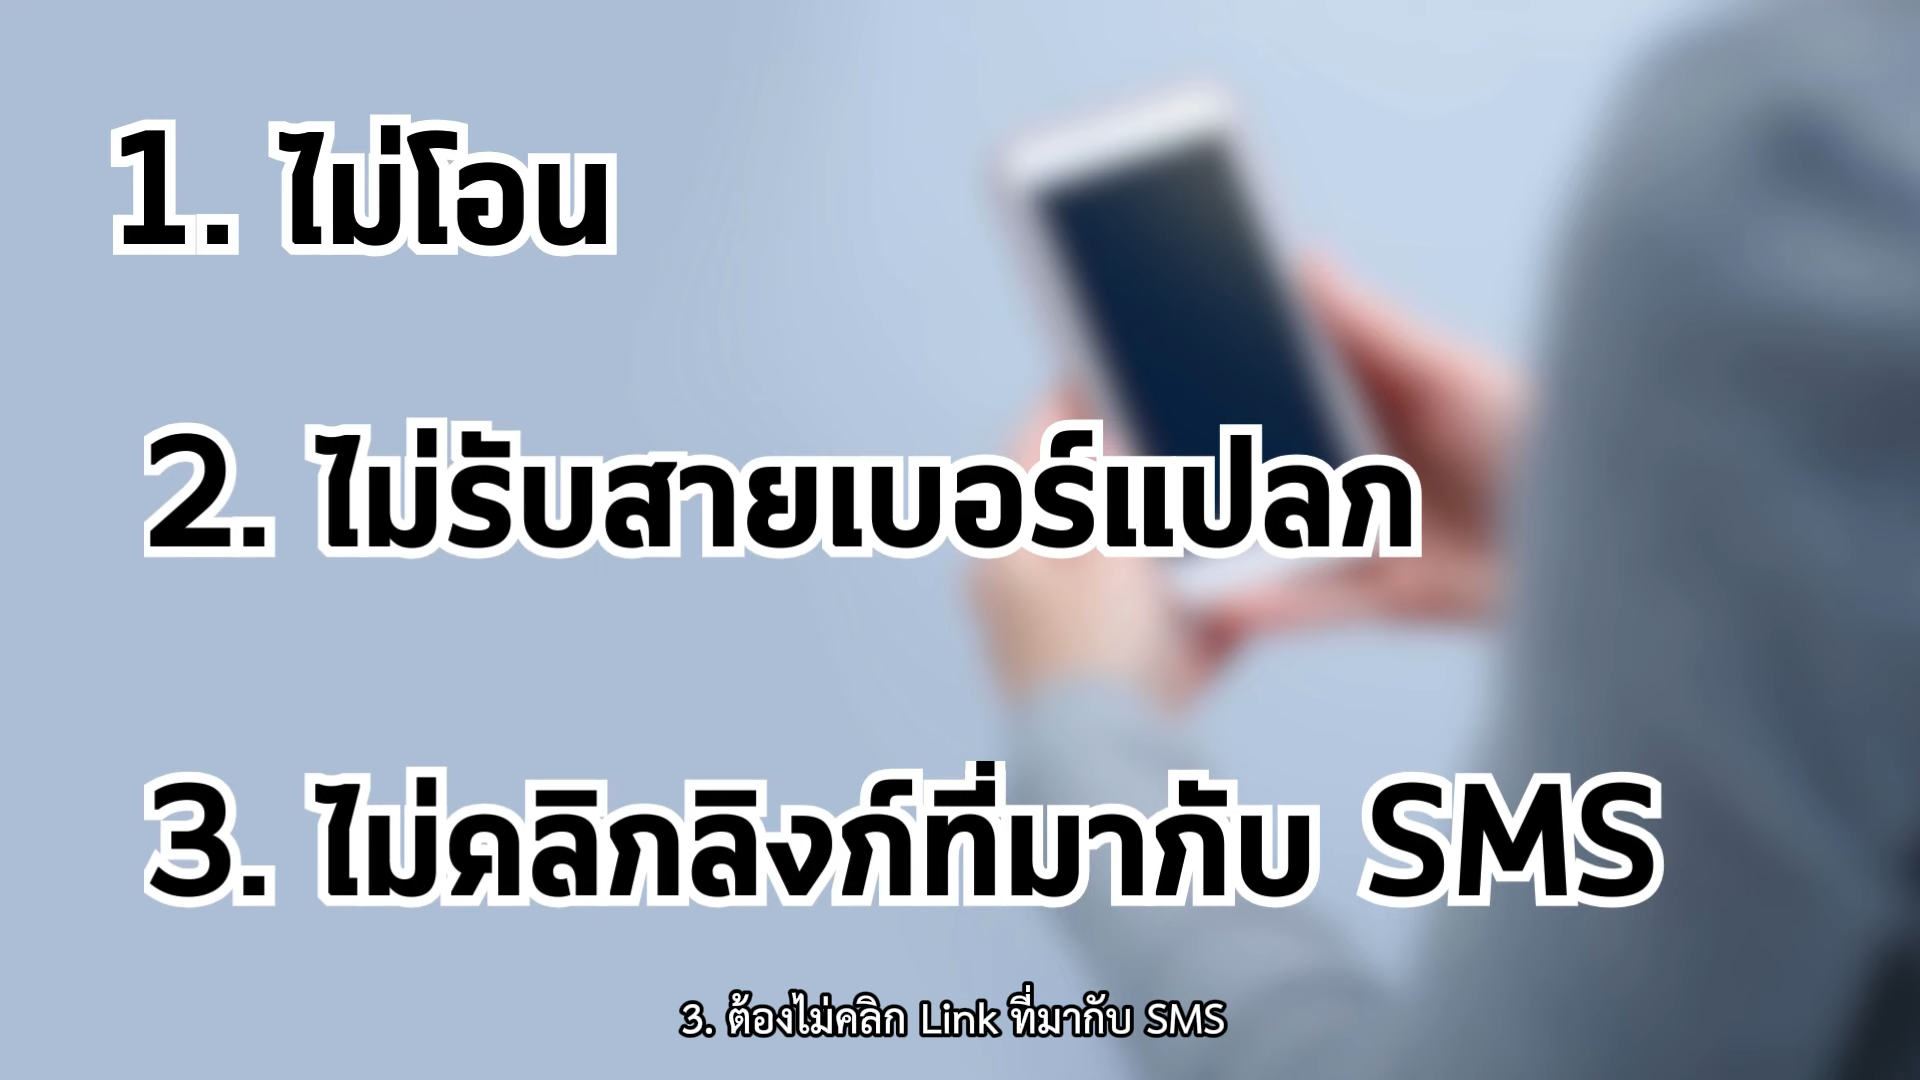 1. ไม่โอน
2. ไม่รับสายเบอร์แปลก
3. ไม่คลิกลิงก์ที่มากับ SMS
3. ต้องไม่คลิก Link ที่มากับ SMS